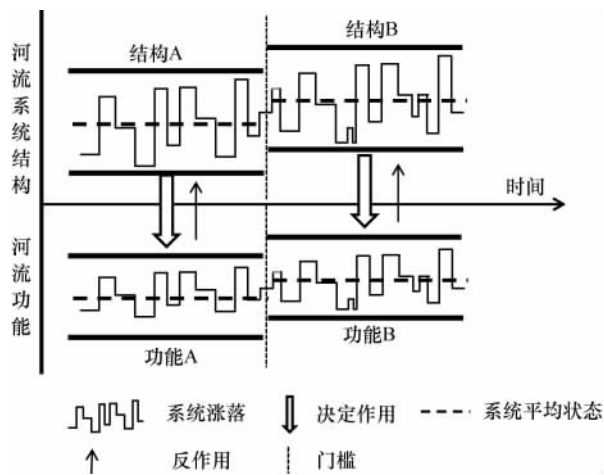 河流系统结构
结构A
结构B
时间
河流功能
功能A
功能B
系统涨落
决定作用
系统平均状态
反作用
门槛